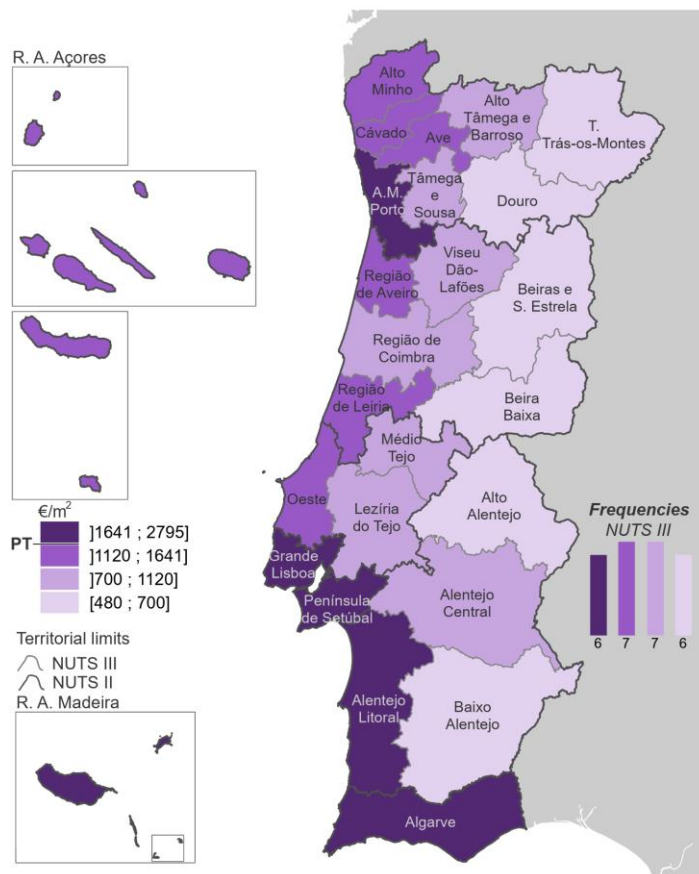 R. A. Açores
Alto
Minho
Cávado
Ave
Alto
Tâmega e
Barroso
T.
Trás-os-Montes
A.M.
Porto
Tâmega
e
Sousa
Douro
Região
de Aveiro
Viseu
Dão-
Lafões
Beiras e
S. Estrela
Região de
Coimbra
Região
de Leiria
Beira
Baixa
Médio
Tejo
Oeste
Lezíria
do Tejo
Alto
Alentejo
Grande
Lisboa
Península
de Setúbal
Alentejo
Central
Alentejo
Litoral
Baixo
Alentejo
Algarve
€/m²
PT
]1641 ; 2795]
]1120 ; 1641]
]700 ; 1120]
[480 ; 700]
Territorial limits
NUTS III
NUTS II
R. A. Madeira
Frequencies
NUTS III
6 7 7 6